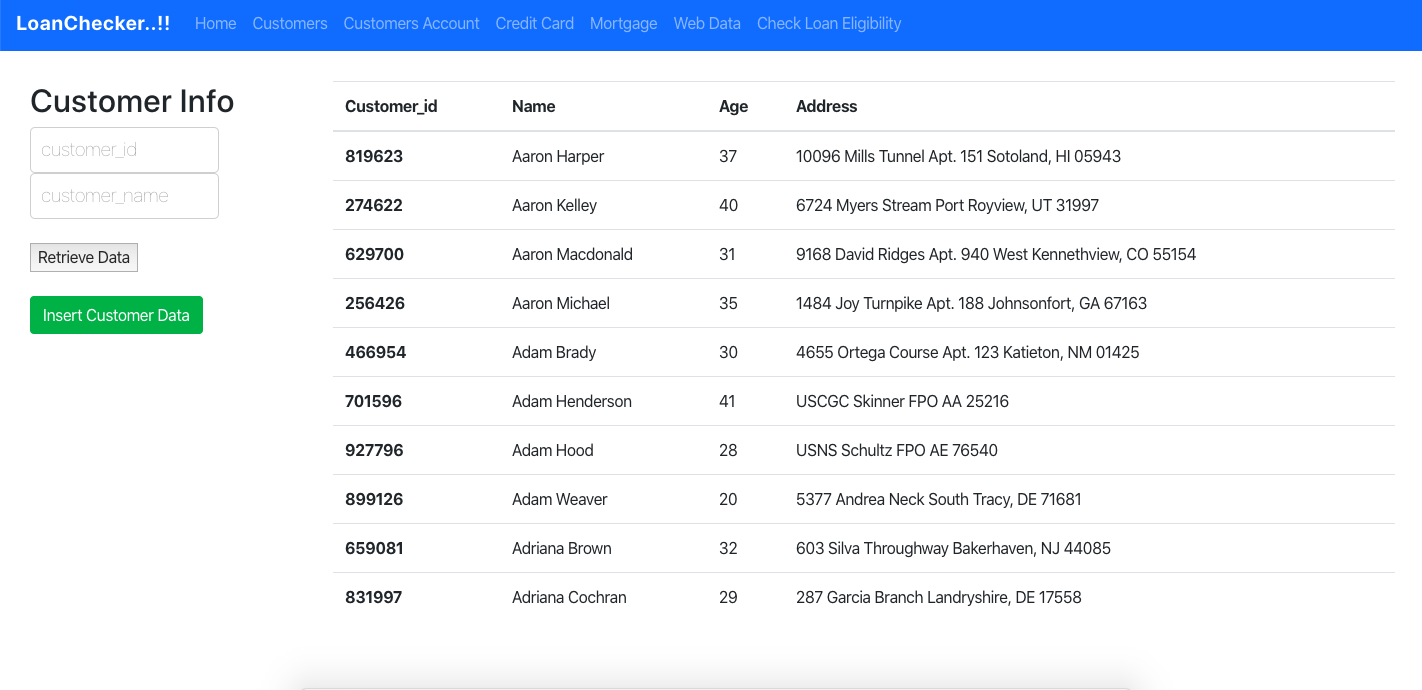 LoanChecker..!! Home Customers Customers Account Credit Card Mortgage Web Data Check Loan Eligibility
Customer Info
customer_id
customer_name
Retrieve Data
Insert Customer Data
Customer_id Name Age Address
819623 Aaron Harper 37 10096 Mills Tunnel Apt. 151 Sotoland, HI 05943
274622 Aaron Kelley 40 6724 Myers Stream Port Royview, UT 31997
629700 Aaron Macdonald 31 9168 David Ridges Apt. 940 West Kennethview, CO 55154
256426 Aaron Michael 35 1484 Joy Turnpike Apt. 188 Johnsonfort, GA 67163
466954 Adam Brady 30 4655 Ortega Course Apt. 123 Katieton, NM 01425
701596 Adam Henderson 41 USCGC Skinner FPO AA 25216
927796 Adam Hood 28 USNS Schultz FPO AE 76540
899126 Adam Weaver 20 5377 Andrea Neck South Tracy, DE 71681
659081 Adriana Brown 32 603 Silva Throughway Bakerhaven, NJ 44085
831997 Adriana Cochran 29 287 Garcia Branch Landryshire, DE 17558